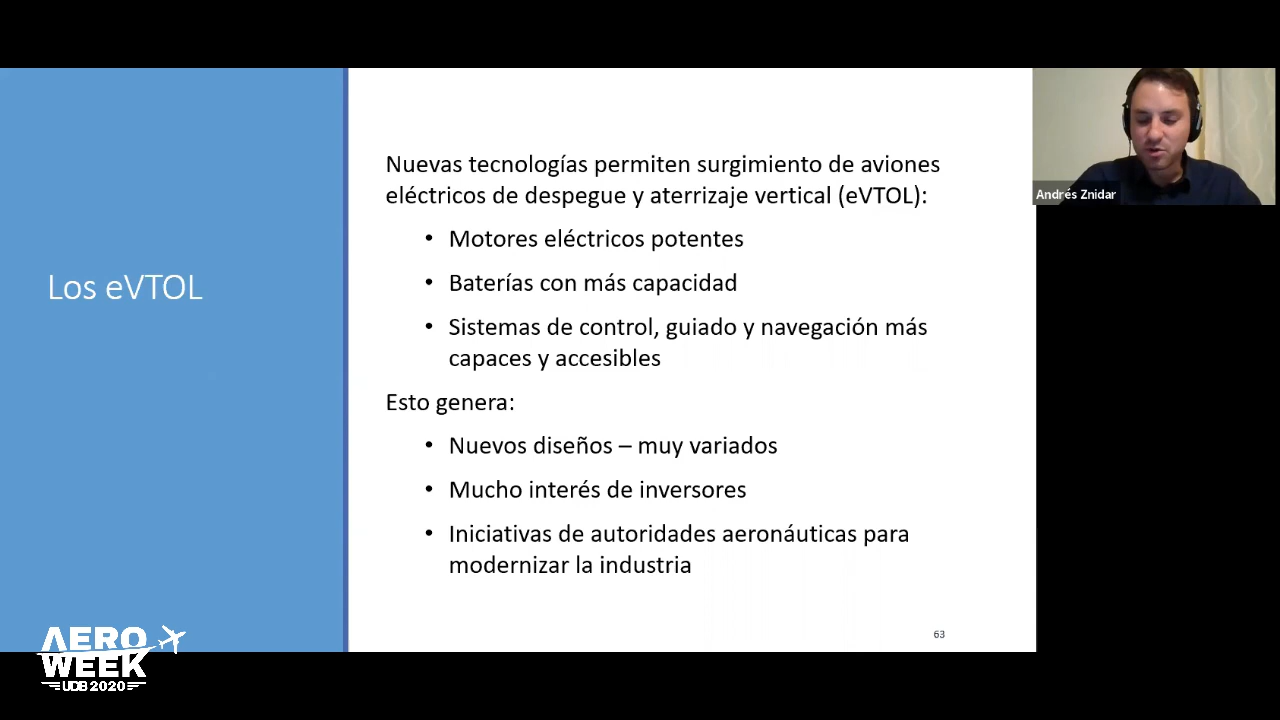 Nuevas tecnologías permiten surgimiento de aviones
eléctricos de despegue y aterrizaje vertical (eVTOL):
• Motores eléctricos potentes
• Baterías con más capacidad
• Sistemas de control, guiado y navegación más
capaces y accesibles
Esto genera:
• Nuevos diseños – muy variados
• Mucho interés de inversores
• Iniciativas de autoridades aeronáuticas para
modernizar la industria
Los eVTOL
Andrés Znidar
63
AERO
WEEK
UDB 2020